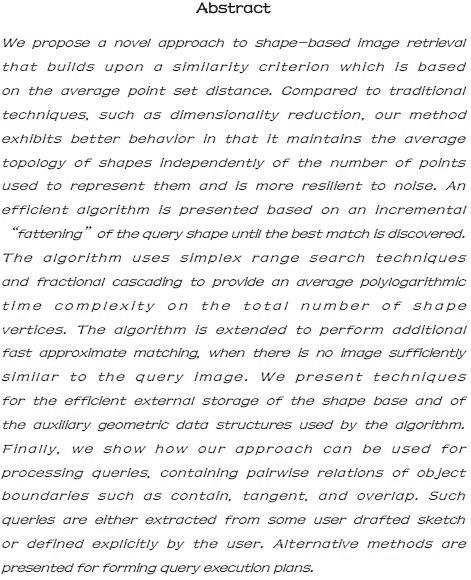 Abstract
We propose a novel approach to shape-based image retrieval
that builds upon a similarity criterion which is based
on the average point set distance. Compared to traditional
techniques, such as dimensionality reduction, our method
exhibits better behavior in that it maintains the average
topology of shapes independently of the number of points
used to represent them and is more resilient to noise. An
efficient algorithm is presented based on an incremental
“fattening” of the query shape until the best match is discovered.
The algorithm uses simplex range search techniques
and fractional cascading to provide an average polylogarithmic
time complexity on the total number of shape
vertices. The algorithm is extended to perform additional
fast approximate matching, when there is no image sufficiently
similar to the query image. We present techniques
for the efficient external storage of the shape base and of
the auxiliary geometric data structures used by the algorithm.
Finally, we show how our approach can be used for
processing queries, containing pairwise relations of object
boundaries such as contain, tangent, and overlap. Such
queries are either extracted from some user drafted sketch
or defined explicitly by the user. Alternative methods are
presented for forming query execution plans.